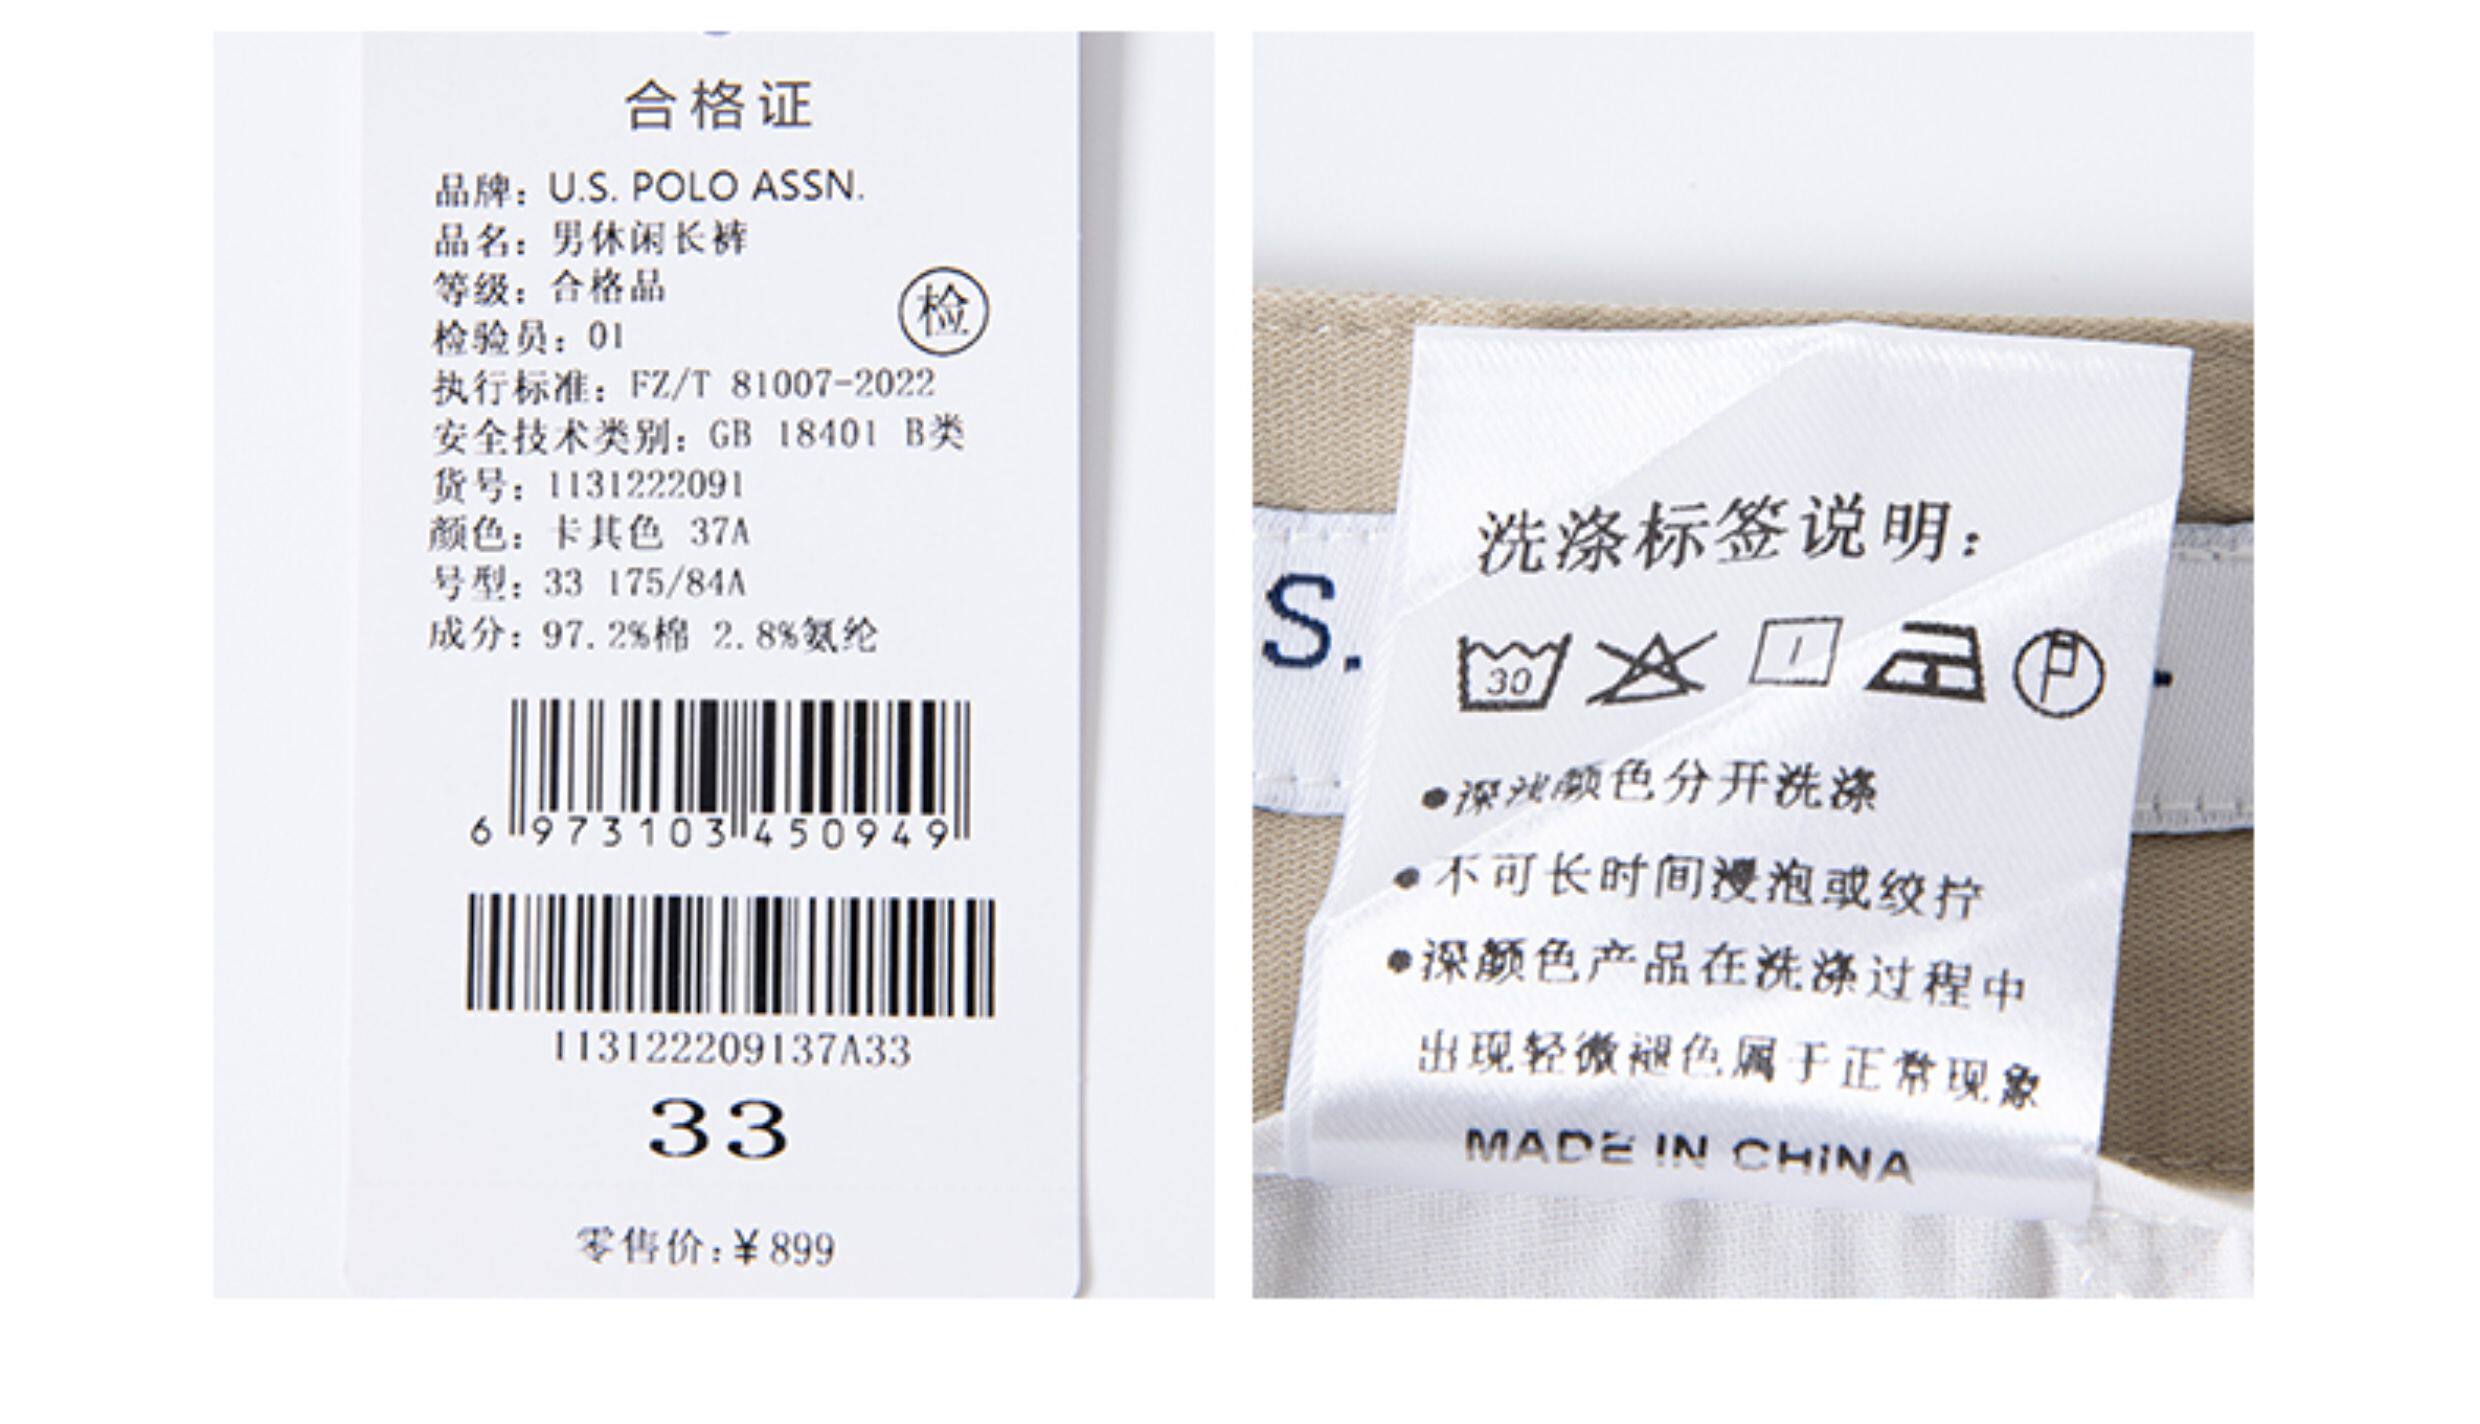 合格证
品牌：U.S. POLO ASSN.
品名：男休闲长裤
等级：合格品
检
检验员：01
执行标准：FZ/T 81007-2022
安全技术类别：GB 18401 B类
货号：1131222091
颜色：卡其色 37A
号型：33 175/84A
成分：97.2%棉 2.8%氨纶
6 973103 450949
113122209137A33
33
零售价：¥899
S.
洗涤标签说明：
30
P
●深浅颜色分开洗涤
●不可长时间浸泡或绞拧
●深颜色产品在洗涤过程中
出现轻微褪色属于正常现象
MADE IN CHINA